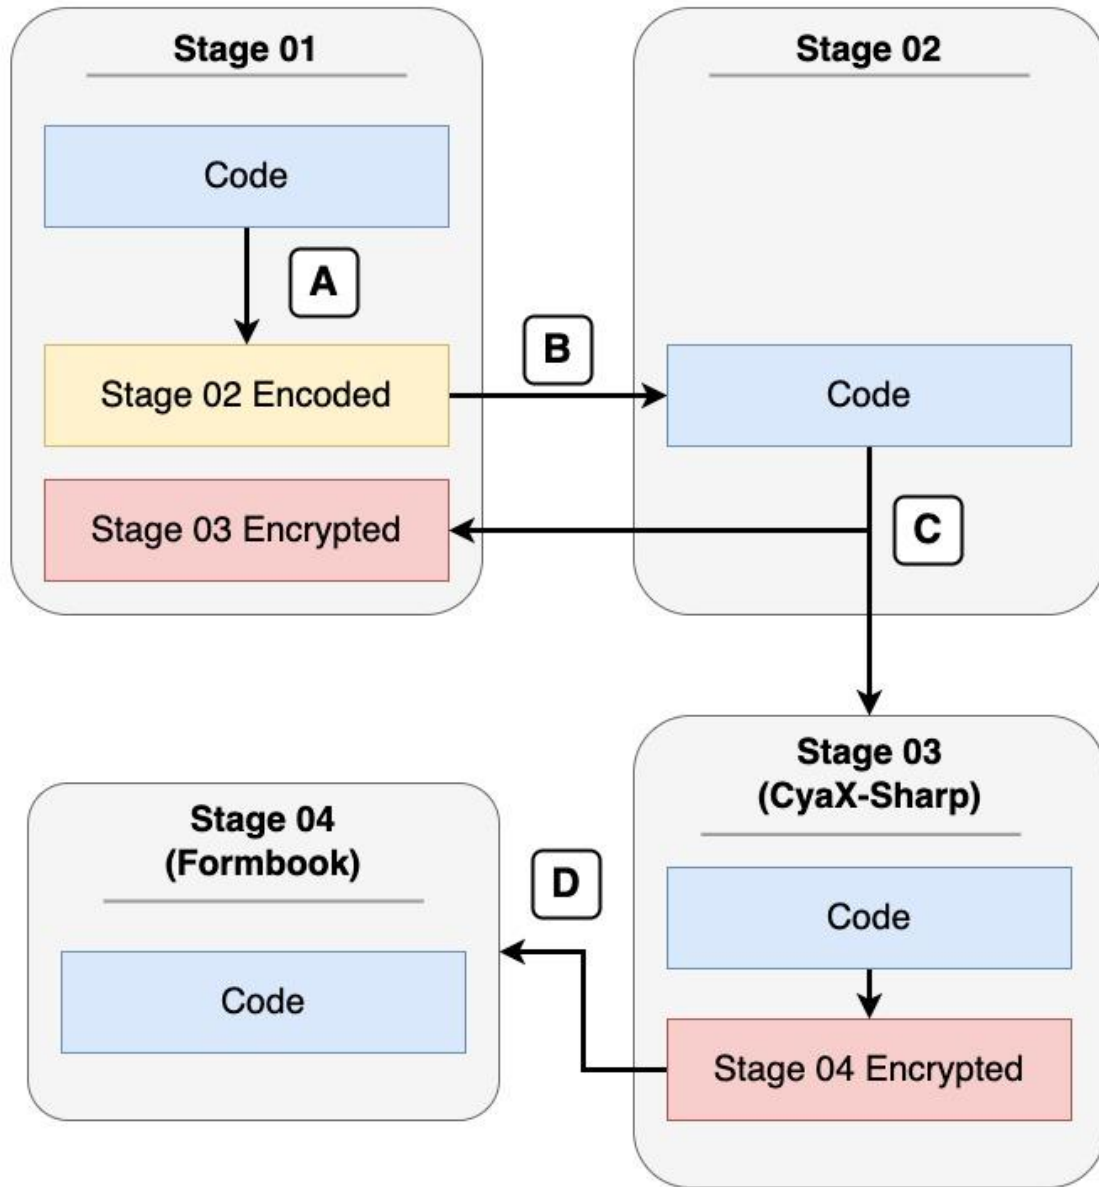 Stage 01
Stage 02
Code
A
Stage 02 Encoded
B
Code
Stage 03 Encrypted
C
Stage 03
(CyaX-Sharp)
Stage 04
(Formbook)
D
Code
Code
Stage 04 Encrypted